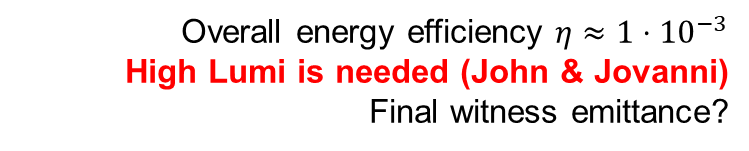 Overall energy efficiency η ≈ 1 · 10⁻³
High Lumi is needed (John & Jovanni)
Final witness emittance?